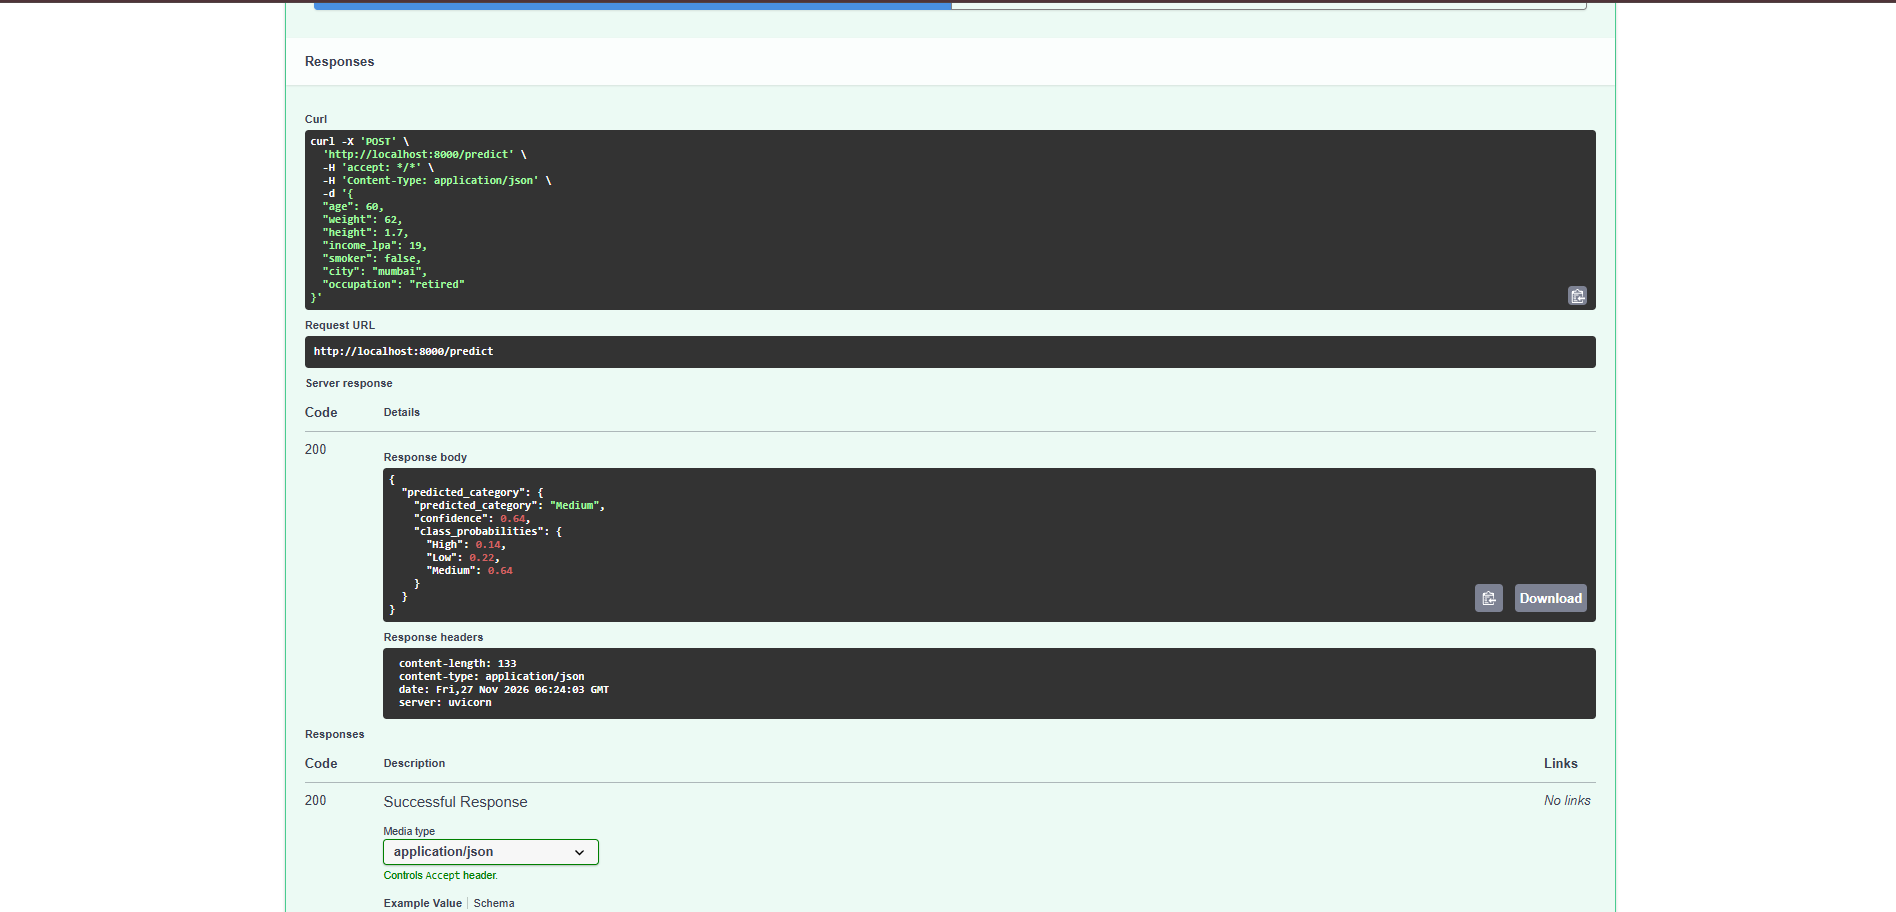 Responses
Curl
curl -X 'POST' \
  'http://localhost:8000/predict' \
  -H 'accept: */*' \
  -H 'Content-Type: application/json' \
  -d '{
  "age": 60,
  "weight": 62,
  "height": 1.7,
  "income_lpa": 19,
  "smoker": false,
  "city": "mumbai",
  "occupation": "retired"
}'
Request URL
http://localhost:8000/predict
Server response
Code Details
200
Response body
{
  "predicted_category": {
    "predicted_category": "Medium",
    "confidence": 0.64,
    "class_probabilities": {
      "High": 0.14,
      "Low": 0.22,
      "Medium": 0.64
    }
  }
}
Download
Response headers
content-length: 133
content-type: application/json
date: Fri,27 Nov 2026 06:24:03 GMT
server: uvicorn
Responses
Code Description Links
200 Successful Response No links
Media type
application/json
Controls Accept header.
Example Value Schema